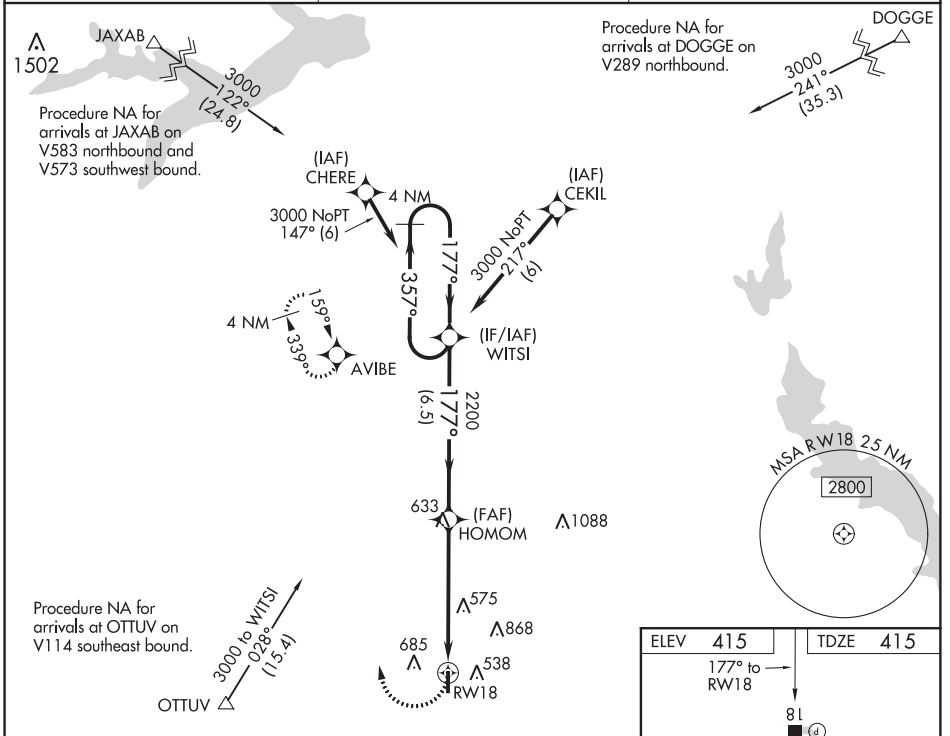 JAXAB
1502
3000
122°
(24.8)
Procedure NA for
arrivals at JAXAB on
V583 northbound and
V573 southwest bound.
Procedure NA for
arrivals at DOGGE on
V289 northbound.
DOGGE
3000
241°
(35.3)
(IAF)
CHERE
3000 NoPT
147° (6)
4 NM
177°
357°
(IAF)
CEKIL
3000 NoPT
217°
(6)
(IF/IAF)
WITSI
4 NM
159°
339°
AVIBE
2200
177°
(6.5)
633
(FAF)
HOMOM
1088
MSA RW18 25 NM
2800
575
868
685
538
RW18
Procedure NA for
arrivals at OTTUV on
V114 southeast bound.
3000 to WITSI
028°
(15.4)
OTTUV
ELEV 415
TDZE 415
177° to
RW18
18
P